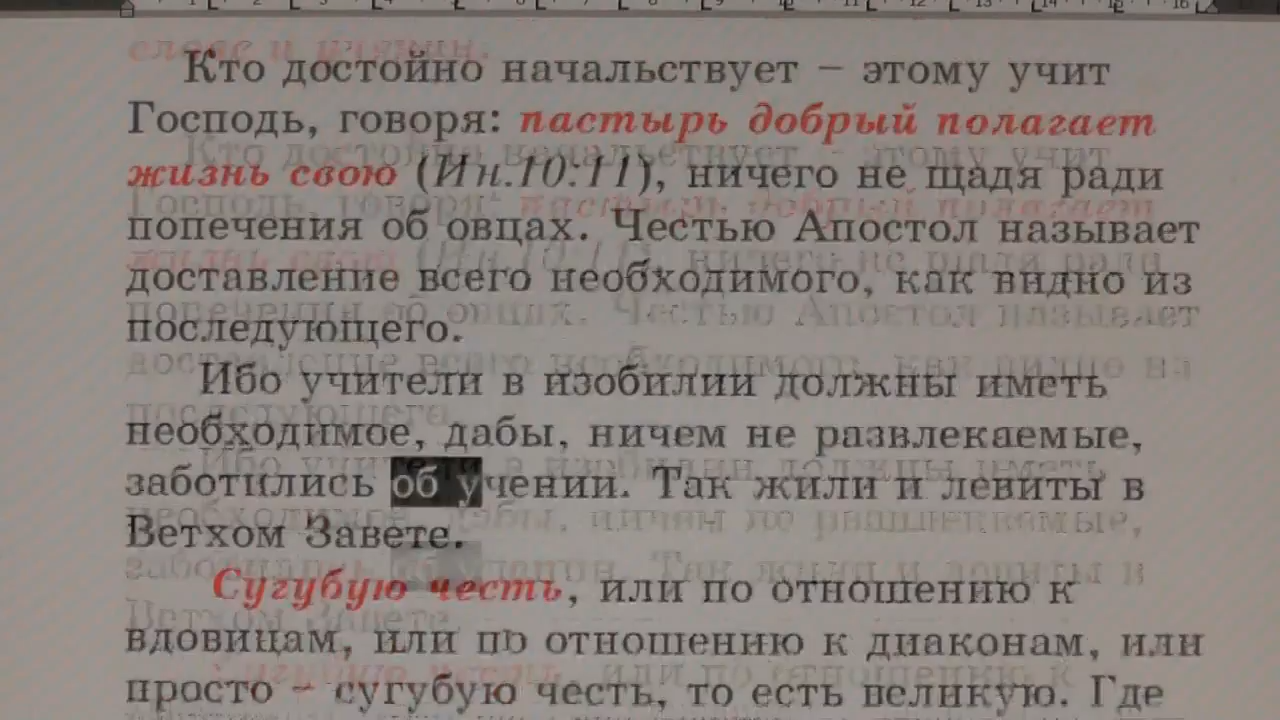 слове и учении.
Кто достойно начальствует – этому учит
Господь, говоря: пастырь добрый полагает
жизнь свою (Ин.10:11), ничего не щадя ради
попечения об овцах. Честью Апостол называет
доставление всего необходимого, как видно из
последующего.
Ибо учители в изобилии должны иметь
необходимое, дабы, ничем не развлекаемые,
заботились об учении. Так жили и левиты в
Ветхом Завете.
Сугубую честь, или по отношению к
вдовицам, или по отношению к диаконам, или
просто – сугубую честь, то есть великую. Где